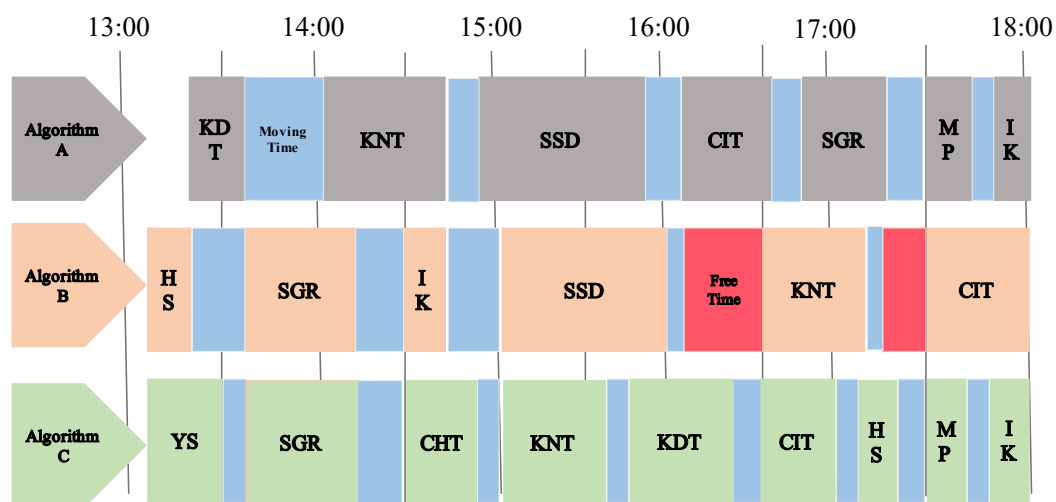 13:00 14:00 15:00 16:00 17:00 18:00
Algorithm
A
KD
T
Moving
Time
KNT
SSD
CIT
SGR
M
P
I
K
Algorithm
B
H
S
SGR
I
K
SSD
Free
Time
KNT
CIT
Algorithm
C
YS
SGR
CHT
KNT
KDT
CIT
H
S
M
P
I
K